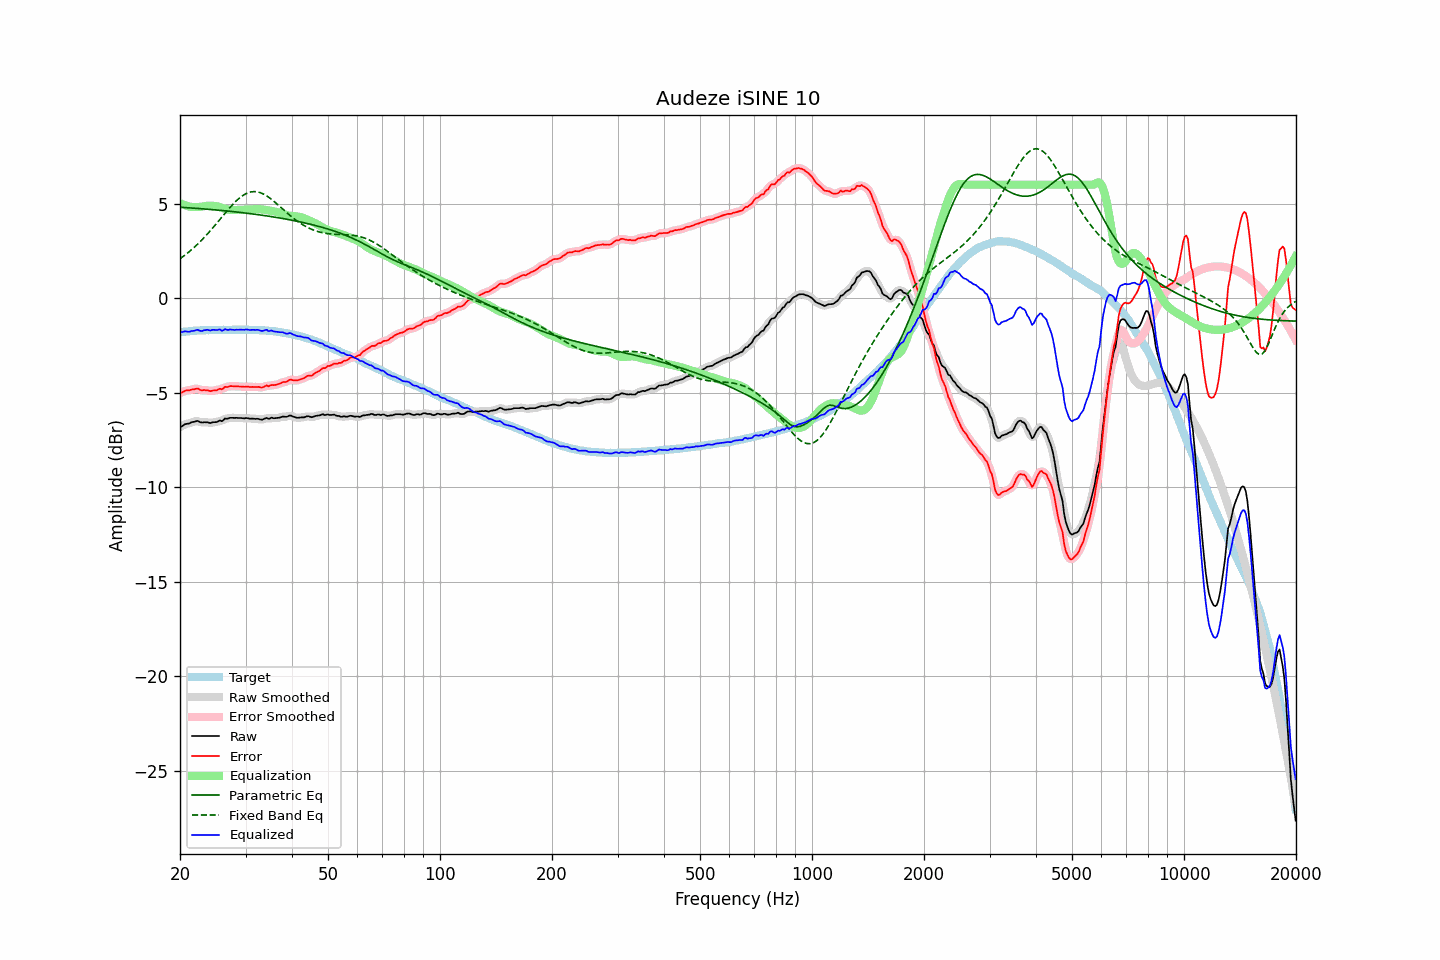 Audeze iSINE 10
Amplitude (dBr)
5
0
−5
−10
−15
−20
−25
Target
Raw Smoothed
Error Smoothed
Raw
Error
Equalization
Parametric Eq
Fixed Band Eq
Equalized
20 50 100 200 500 1000 2000 5000 10000 20000
Frequency (Hz)